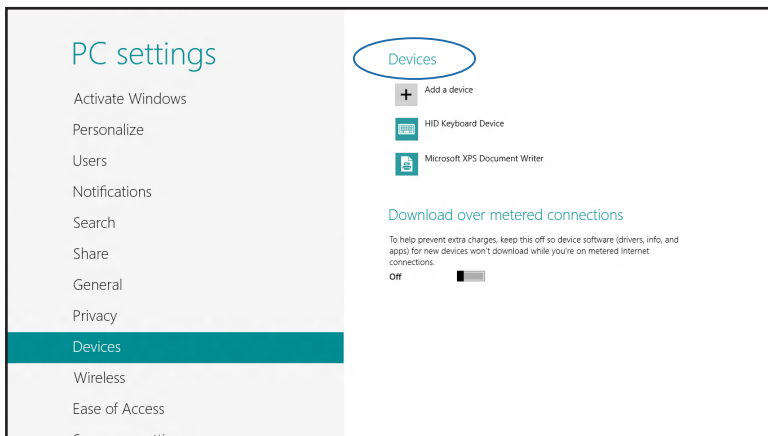 PC settings
Activate Windows
Personalize
Users
Notifications
Search
Share
General
Privacy
Devices
Wireless
Ease of Access
Devices
Add a device
HID Keyboard Device
Microsoft XPS Document Writer
Download over metered connections
To help prevent extra charges, keep this off so device software (drivers, info, and
apps) for new devices won't download while you're on metered Internet
connections.
Off